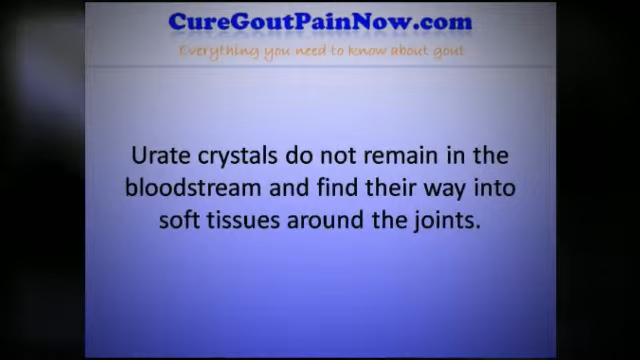 CureGoutPainNow.com
Everything you need to know about gout
Urate crystals do not remain in the
bloodstream and find their way into
soft tissues around the joints.